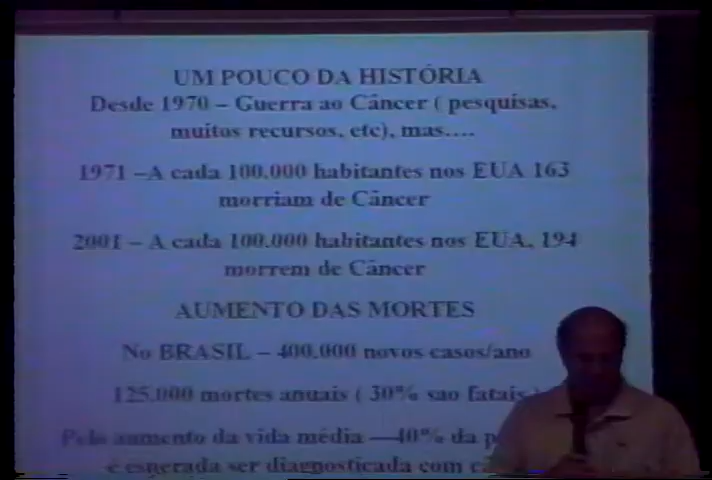 UM POUCO DA HISTÓRIA
Desde 1970 – Guerra ao Câncer ( pesquisas,
muitos recursos, etc), mas....
1971 –A cada 100.000 habitantes nos EUA 163
morriam de Câncer
2001 – A cada 100.000 habitantes nos EUA, 194
morrem de Câncer
AUMENTO DAS MORTES
No BRASIL – 400.000 novos casos/ano
125.000 mortes anuais ( 30% sao fatais )
Pelo aumento da vida média —40% da
é esperada ser diagnosticada com